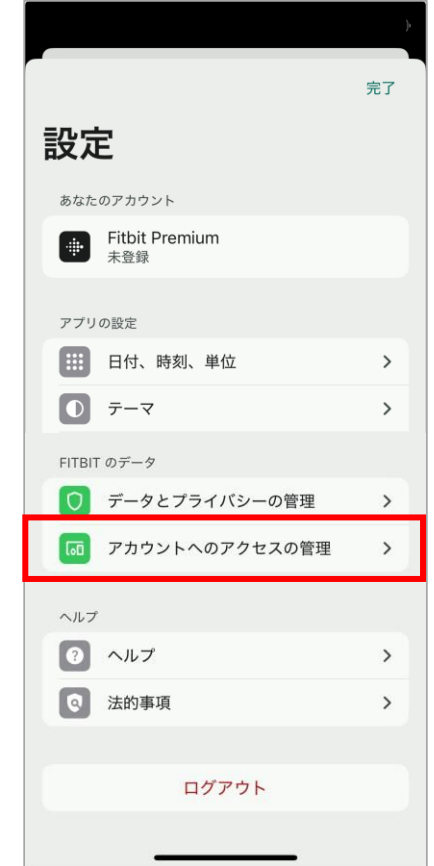 完了
設定
あなたのアカウント
Fitbit Premium
未登録
アプリの設定
日付、時刻、単位
テーマ
FITBIT のデータ
データとプライバシーの管理
アカウントへのアクセスの管理
ヘルプ
ヘルプ
法的事項
ログアウト